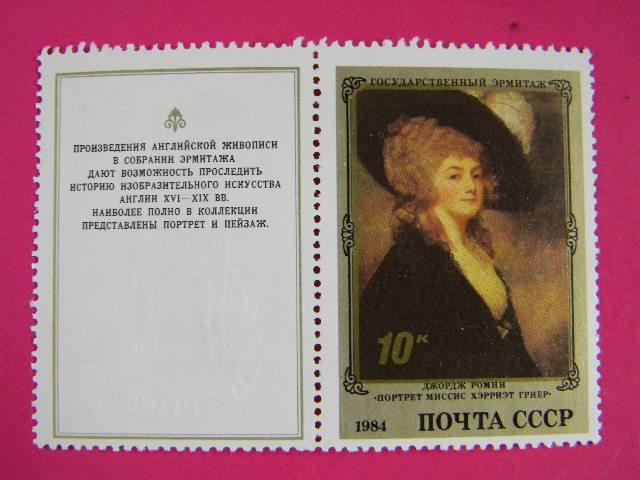 ПРОИЗВЕДЕНИЯ АНГЛИЙСКОЙ ЖИВОПИСИ
В СОБРАНИИ ЭРМИТАЖА
ДАЮТ ВОЗМОЖНОСТЬ ПРОСЛЕДИТЬ
ИСТОРИЮ ИЗОБРАЗИТЕЛЬНОГО ИСКУССТВА
АНГЛИИ XVI—XIX ВВ.
НАИБОЛЕЕ ПОЛНО В КОЛЛЕКЦИИ
ПРЕДСТАВЛЕНЫ ПОРТРЕТ И ПЕЙЗАЖ.
ГОСУДАРСТВЕННЫЙ ЭРМИТАЖ
10К
ДЖОРДЖ РОМНИ
«ПОРТРЕТ МИССИС ХЭРРИЭТ ГРИЕР»
1984 ПОЧТА СССР